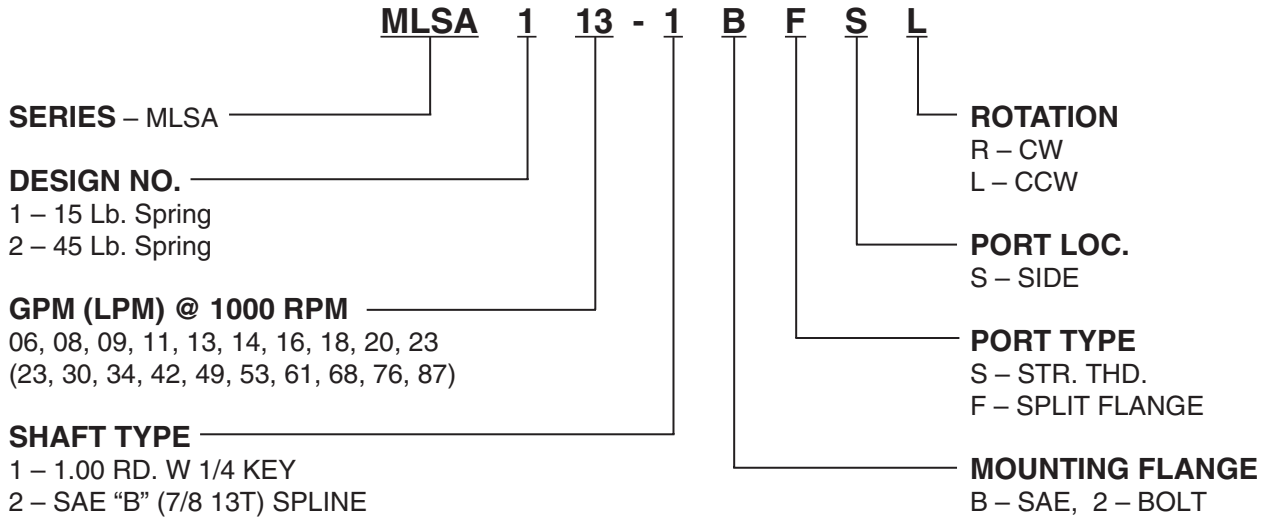 MLSA 1 13 - 1 B F S L
SERIES – MLSA
DESIGN NO.
1 – 15 Lb. Spring
2 – 45 Lb. Spring
GPM (LPM) @ 1000 RPM
06, 08, 09, 11, 13, 14, 16, 18, 20, 23
(23, 30, 34, 42, 49, 53, 61, 68, 76, 87)
SHAFT TYPE
1 – 1.00 RD. W 1/4 KEY
2 – SAE “B” (7/8 13T) SPLINE
ROTATION
R – CW
L – CCW
PORT LOC.
S – SIDE
PORT TYPE
S – STR. THD.
F – SPLIT FLANGE
MOUNTING FLANGE
B – SAE, 2 – BOLT